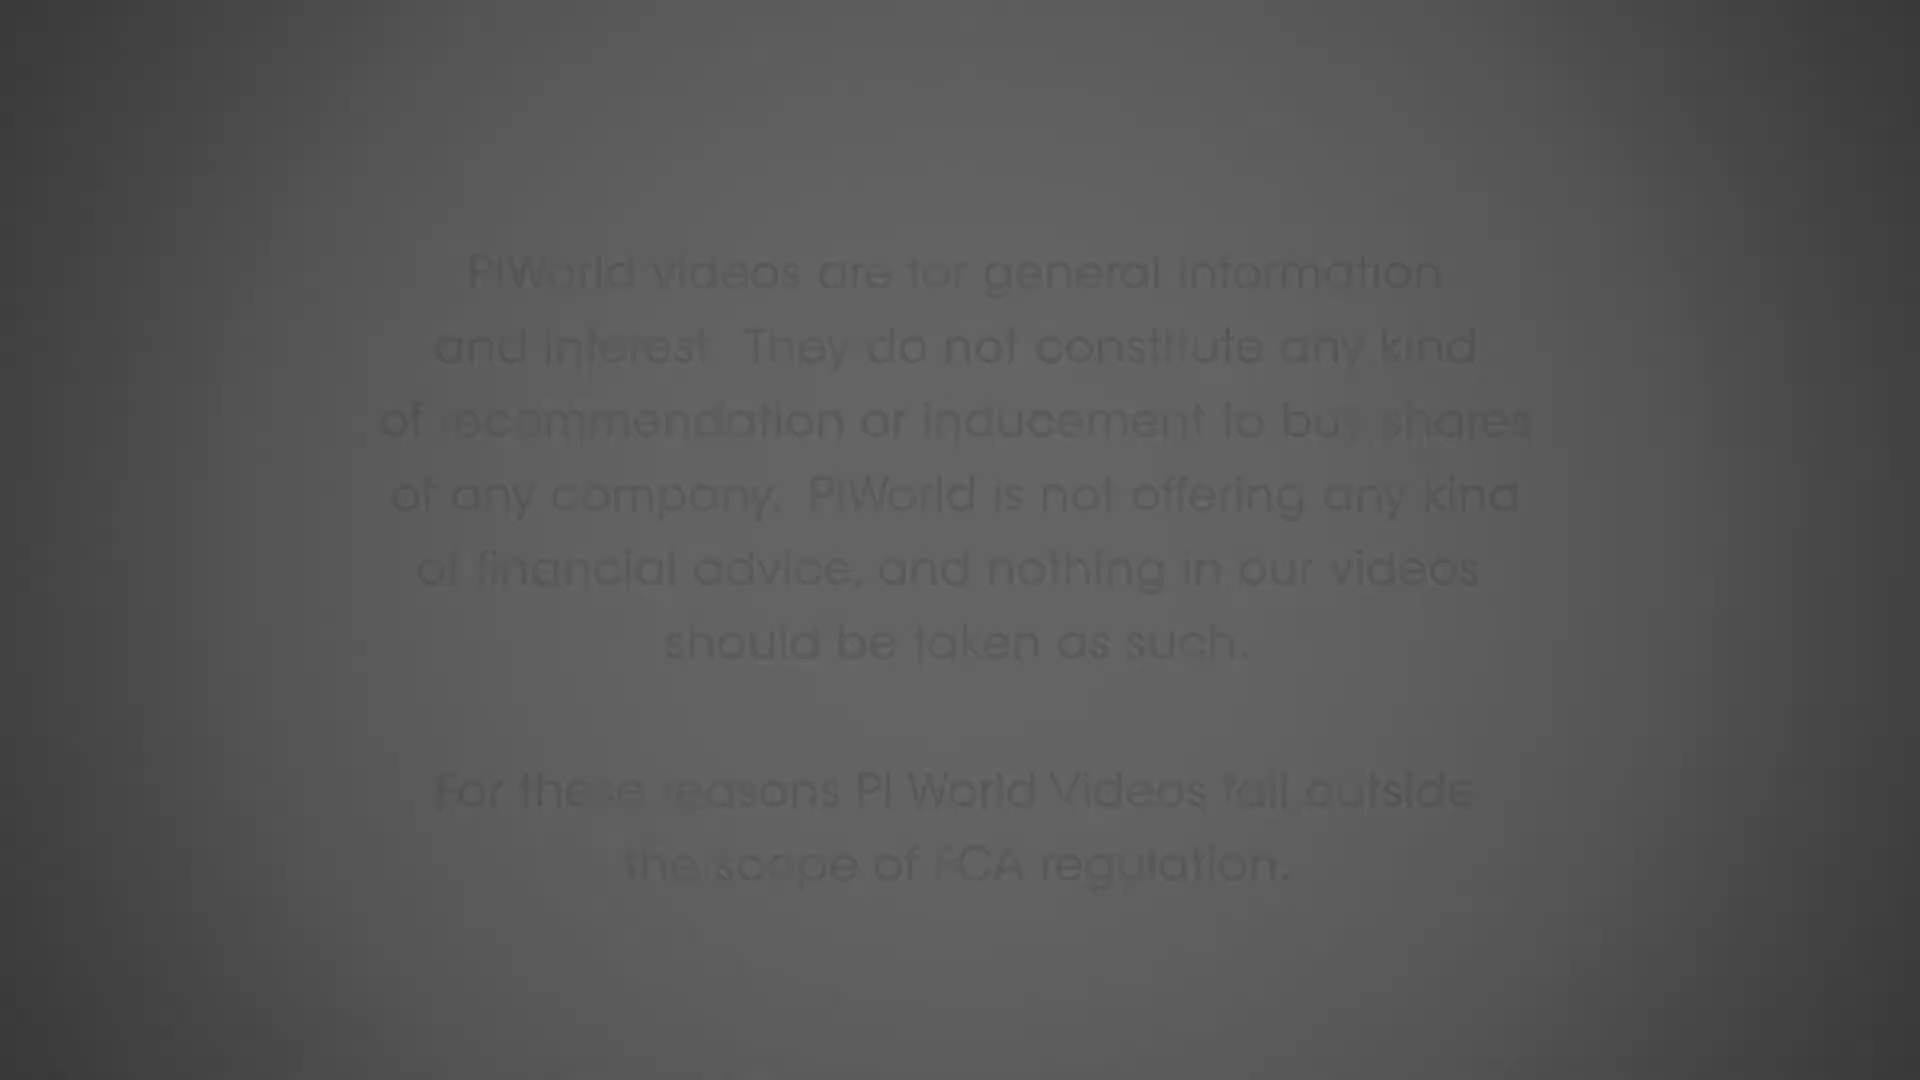 PIWorld videos are for general information
and interest. They do not constitute any kind
of recommendation or inducement to buy shares
of any company. PIWorld is not offering any kind
of financial advice, and nothing in our videos
should be taken as such.
For these reasons PI World Videos fall outside
the scope of FCA regulation.